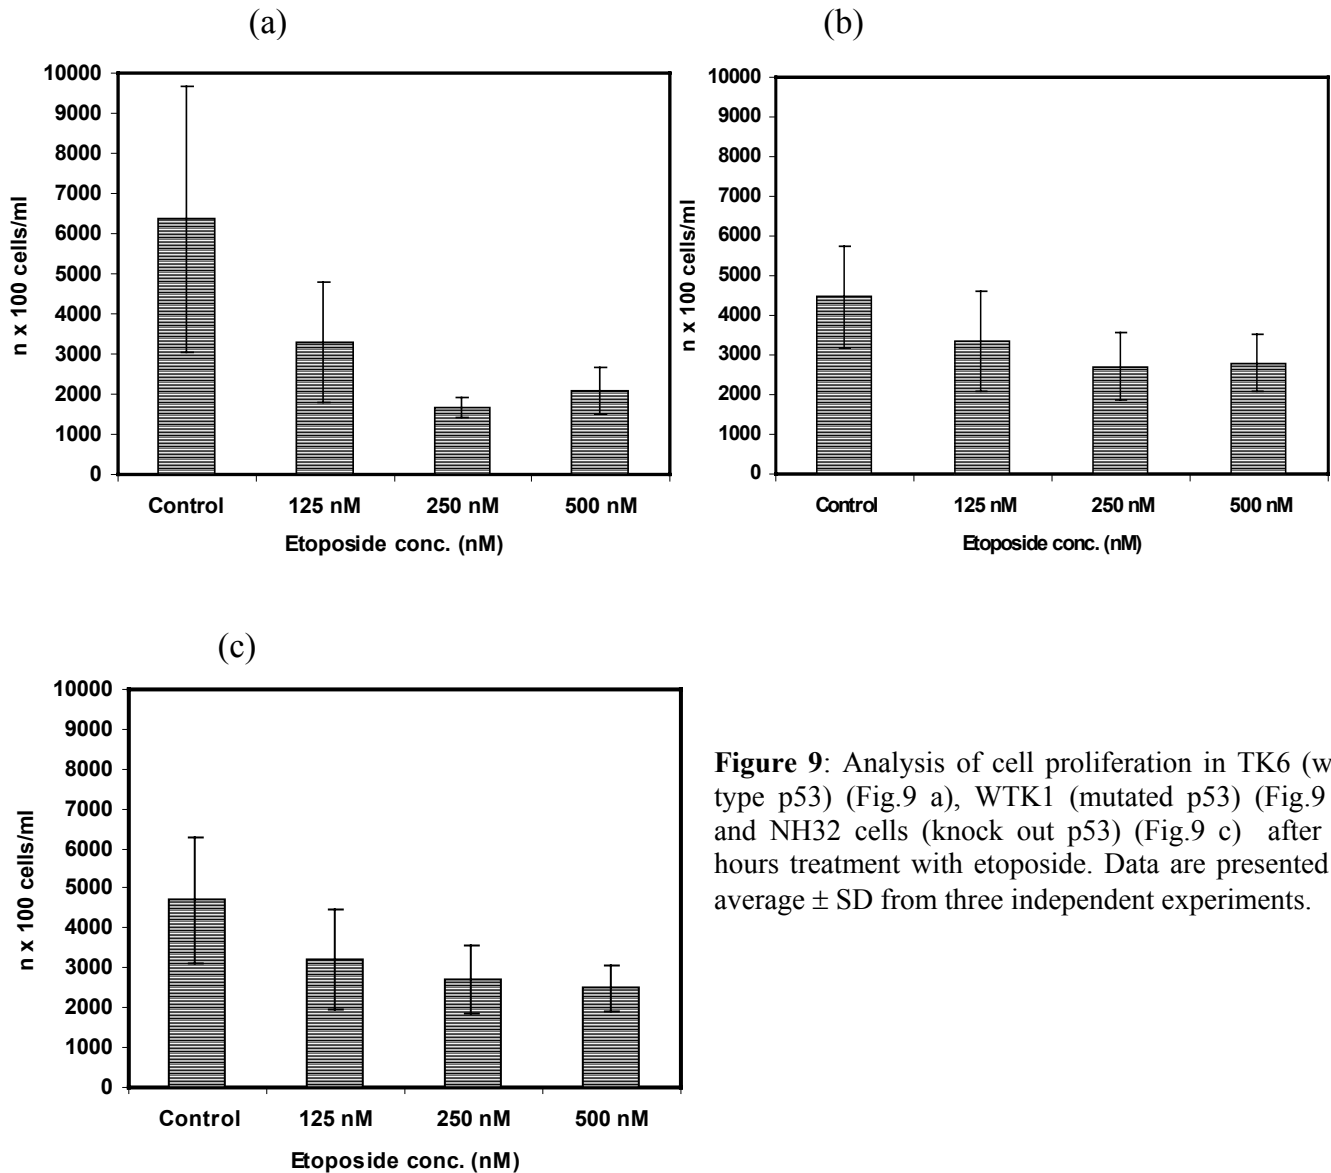 (a)
10000
9000
8000
7000
6000
5000
4000
3000
2000
1000
0
n x 100 cells/ml
Control 125 nM 250 nM 500 nM
Etoposide conc. (nM)
(b)
10000
9000
8000
7000
6000
5000
4000
3000
2000
1000
0
n x 100 cells/ml
Control 125 nM 250 nM 500 nM
Etoposide conc. (nM)
(c)
10000
9000
8000
7000
6000
5000
4000
3000
2000
1000
0
n x 100 cells/ml
Control 125 nM 250 nM 500 nM
Etoposide conc. (nM)
Figure 9: Analysis of cell proliferation in TK6 (w
type p53) (Fig.9 a), WTK1 (mutated p53) (Fig.9
and NH32 cells (knock out p53) (Fig.9 c) after
hours treatment with etoposide. Data are presented
average ± SD from three independent experiments.